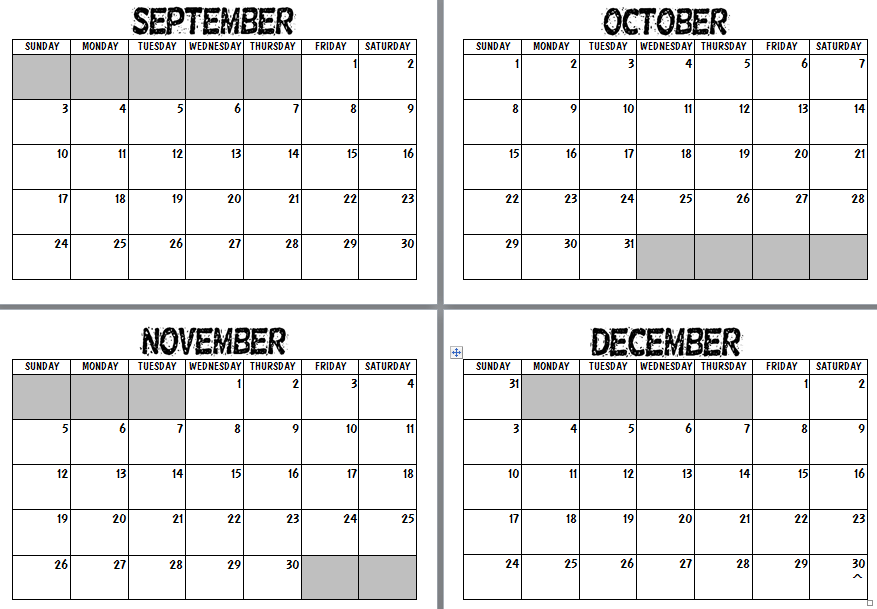 SEPTEMBER
SUNDAY MONDAY TUESDAY WEDNESDAY THURSDAY FRIDAY SATURDAY
1 2
3 4 5 6 7 8 9
10 11 12 13 14 15 16
17 18 19 20 21 22 23
24 25 26 27 28 29 30
OCTOBER
SUNDAY MONDAY TUESDAY WEDNESDAY THURSDAY FRIDAY SATURDAY
1 2 3 4 5 6 7
8 9 10 11 12 13 14
15 16 17 18 19 20 21
22 23 24 25 26 27 28
29 30 31
NOVEMBER
SUNDAY MONDAY TUESDAY WEDNESDAY THURSDAY FRIDAY SATURDAY
1 2 3 4
5 6 7 8 9 10 11
12 13 14 15 16 17 18
19 20 21 22 23 24 25
26 27 28 29 30
DECEMBER
SUNDAY MONDAY TUESDAY WEDNESDAY THURSDAY FRIDAY SATURDAY
31 1 2
3 4 5 6 7 8 9
10 11 12 13 14 15 16
17 18 19 20 21 22 23
24 25 26 27 28 29 30
^